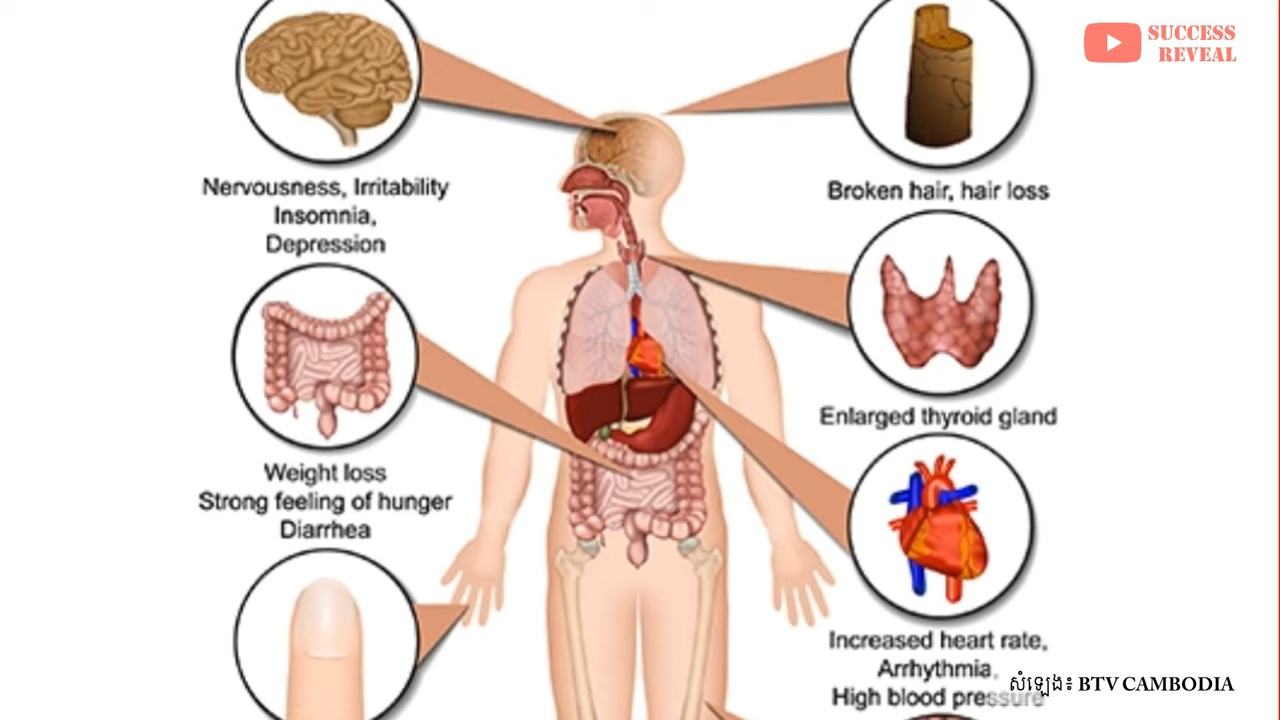 SUCCESS
REVEAL
Nervousness, Irritability
Insomnia,
Depression
Broken hair, hair loss
Weight loss
Strong feeling of hunger
Diarrhea
Enlarged thyroid gland
Increased heart rate,
Arrhythmia,
High blood pressure
សំឡេង៖ BTV CAMBODIA